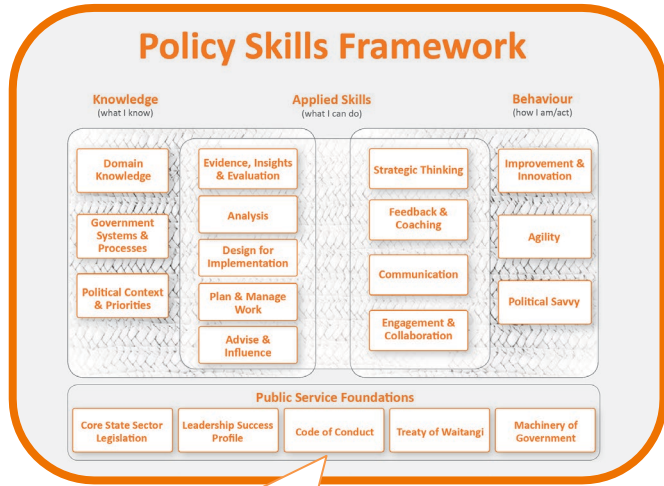 Policy Skills Framework
Knowledge
(what I know)
Applied Skills
(what I can do)
Behaviour
(how I am/act)
Domain
Knowledge
Government
Systems &
Processes
Political Context
& Priorities
Evidence, Insights
& Evaluation
Analysis
Design for
Implementation
Plan & Manage
Work
Advise &
Influence
Strategic Thinking
Feedback &
Coaching
Communication
Engagement &
Collaboration
Improvement &
Innovation
Agility
Political Savvy
Public Service Foundations
Core State Sector
Legislation
Leadership Success
Profile
Code of Conduct
Treaty of Waitangi
Machinery of
Government